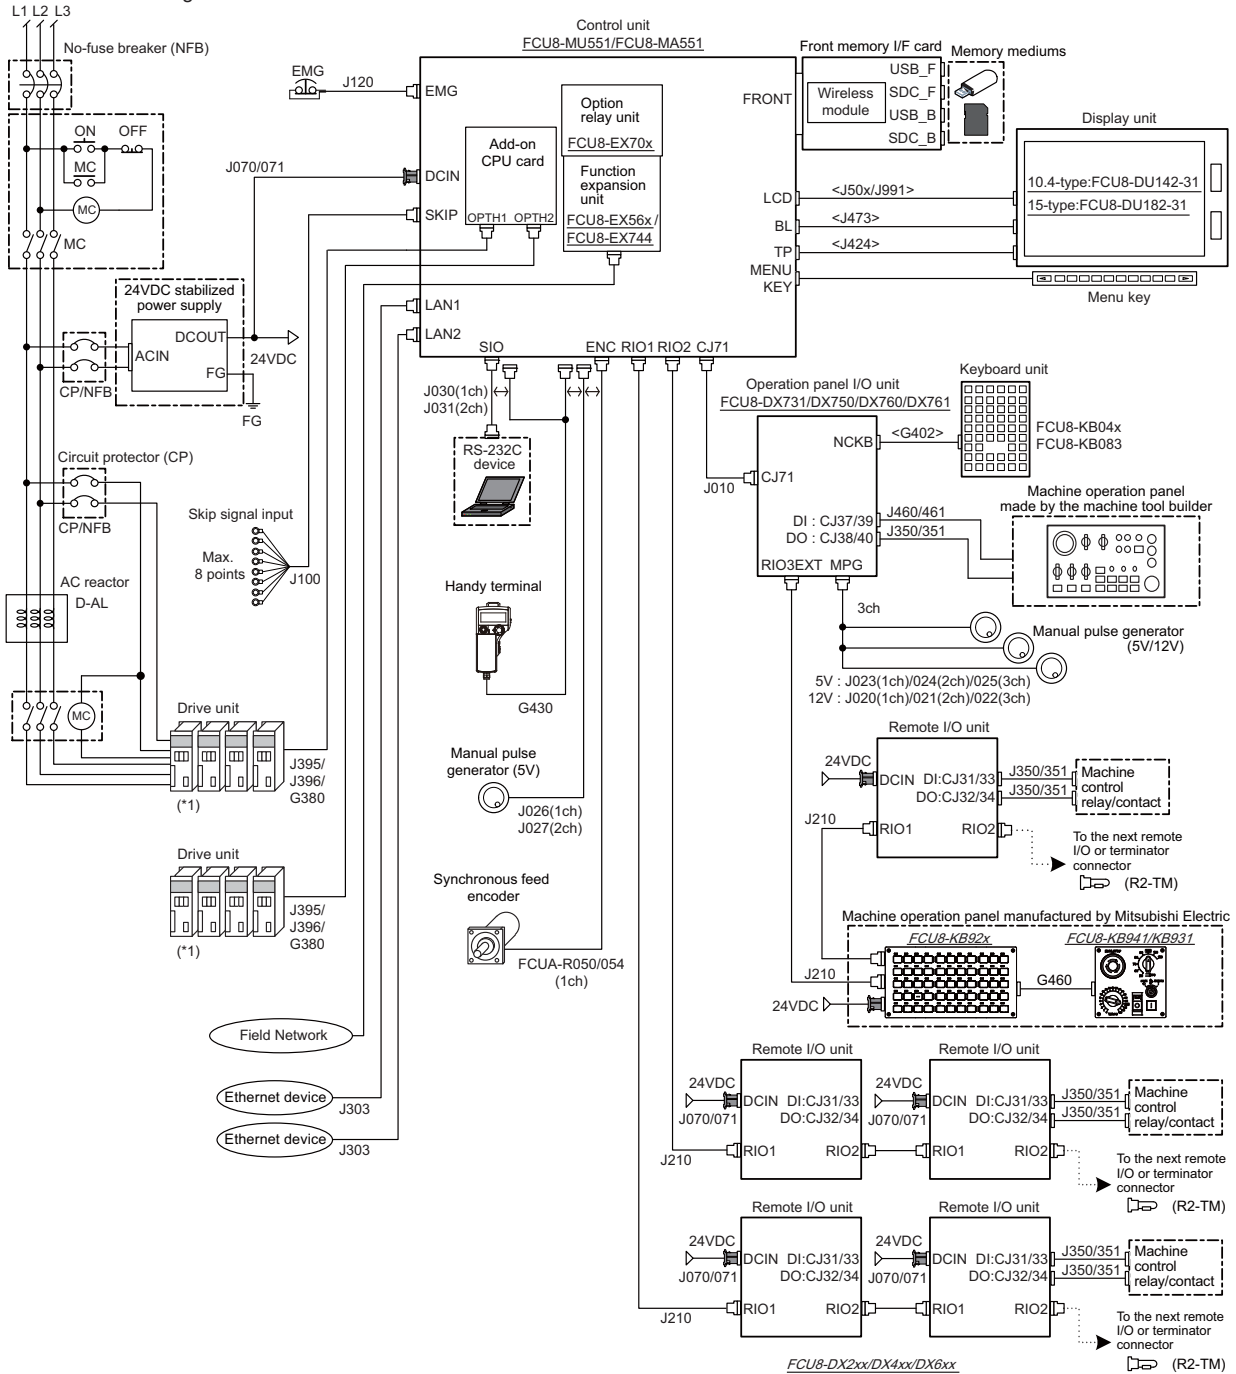 L1 L2 L3
No-fuse breaker (NFB)
ON
OFF
MC
MC
MC
24VDC stabilized
power supply
DCOUT
ACIN
FG
24VDC
FG
CP/NFB
Circuit protector (CP)
CP/NFB
AC reactor
D-AL
MC
Drive unit
(*1)
J395/
J396/
G380
Drive unit
(*1)
J395/
J396/
G380
Skip signal input
Max.
8 points
J100
Field Network
Ethernet device
J303
Ethernet device
J303
EMG
J120
J070/071
Control unit
FCU8-MU551/FCU8-MA551
EMG
DCIN
SKIP
LAN1
LAN2
Add-on
CPU card
OPTH1 OPTH2
Option
relay unit
FCU8-EX70x
Function
expansion
unit
FCU8-EX56x/
FCU8-EX744
FRONT
LCD
BL
TP
MENU
KEY
SIO
ENC RIO1 RIO2 CJ71
Front memory I/F card
Wireless
module
USB_F
SDC_F
USB_B
SDC_B
Memory mediums
Display unit
10.4-type:FCU8-DU142-31
15-type:FCU8-DU182-31
<J50x/J991>
<J473>
<J424>
Menu key
J030(1ch)
J031(2ch)
RS-232C
device
Handy terminal
G430
Manual pulse
generator (5V)
J026(1ch)
J027(2ch)
Synchronous feed
encoder
FCUA-R050/054
(1ch)
Operation panel I/O unit
FCU8-DX731/DX750/DX760/DX761
NCKB
CJ71
J010
DI : CJ37/39
DO : CJ38/40
RIO3EXT MPG
<G402>
Keyboard unit
FCU8-KB04x
FCU8-KB083
Machine operation panel
made by the machine tool builder
J460/461
J350/351
3ch
Manual pulse generator
(5V/12V)
5V : J023(1ch)/024(2ch)/025(3ch)
12V : J020(1ch)/021(2ch)/022(3ch)
Remote I/O unit
24VDC
DCIN DI:CJ31/33
DO:CJ32/34
J350/351
J350/351
Machine
control
relay/contact
J210
RIO1
RIO2
To the next remote
I/O or terminator
connector
(R2-TM)
Machine operation panel manufactured by Mitsubishi Electric
FCU8-KB92x
FCU8-KB941/KB931
J210
G460
24VDC
Remote I/O unit
Remote I/O unit
24VDC
DCIN DI:CJ31/33
DO:CJ32/34
J070/071
24VDC
DCIN DI:CJ31/33
DO:CJ32/34
J070/071
J350/351
J350/351
Machine
control
relay/contact
J210
RIO1
RIO2
RIO1
RIO2
To the next remote
I/O or terminator
connector
(R2-TM)
Remote I/O unit
Remote I/O unit
24VDC
DCIN DI:CJ31/33
DO:CJ32/34
J070/071
24VDC
DCIN DI:CJ31/33
DO:CJ32/34
J070/071
J350/351
J350/351
Machine
control
relay/contact
J210
RIO1
RIO2
RIO1
RIO2
To the next remote
I/O or terminator
connector
(R2-TM)
FCU8-DX2xx/DX4xx/DX6xx